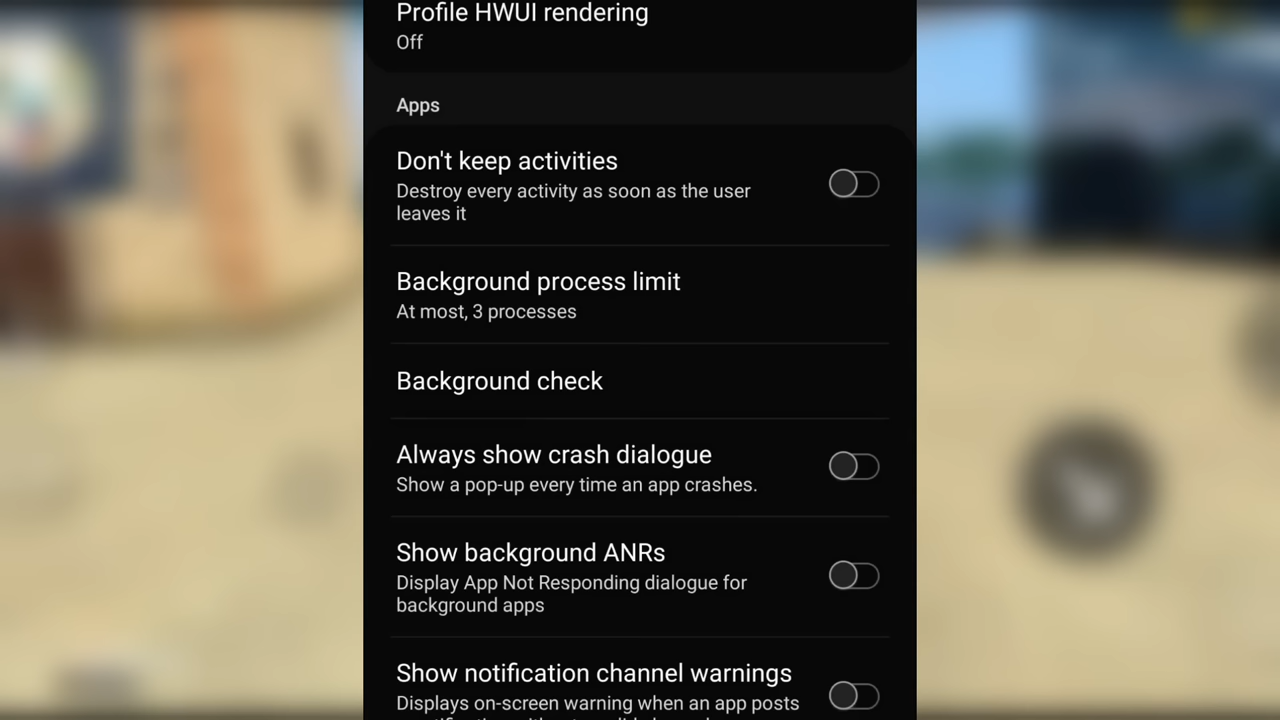 Profile HWUI rendering
Off
Apps
Don't keep activities
Destroy every activity as soon as the user
leaves it
Background process limit
At most, 3 processes
Background check
Always show crash dialogue
Show a pop-up every time an app crashes.
Show background ANRs
Display App Not Responding dialogue for
background apps
Show notification channel warnings
Displays on-screen warning when an app posts